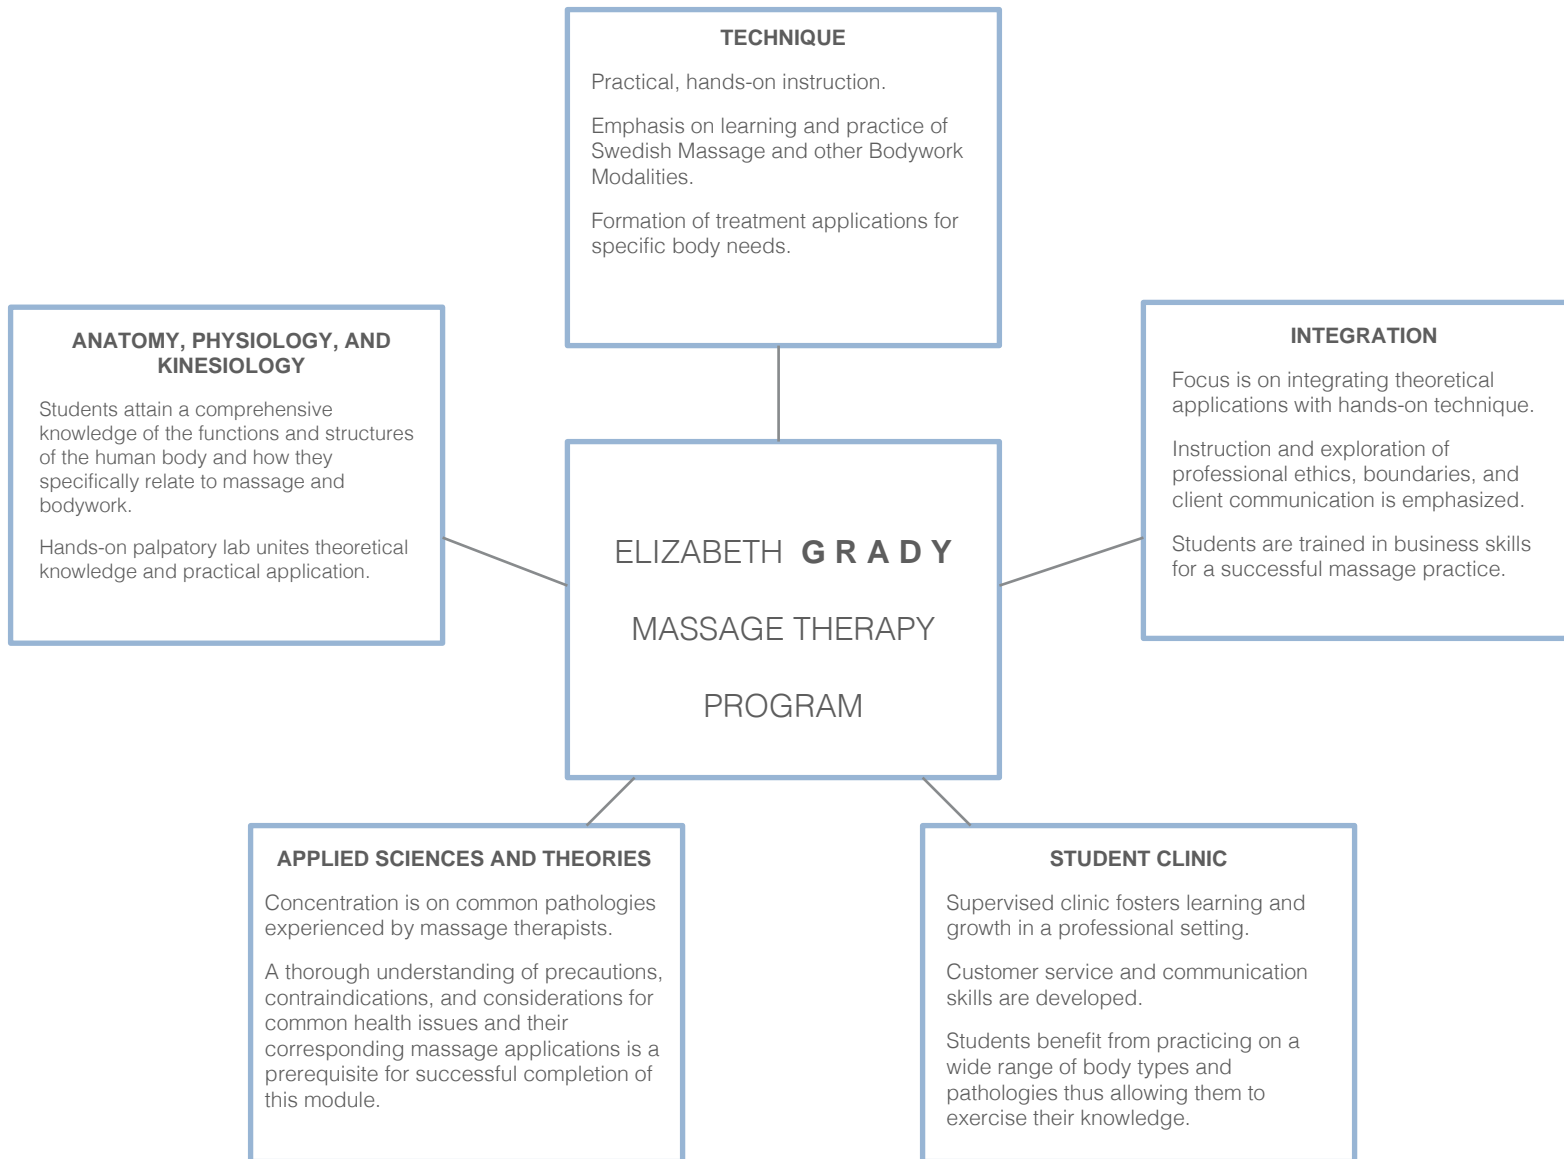 TECHNIQUE
Practical, hands-on instruction.
Emphasis on learning and practice of
Swedish Massage and other Bodywork
Modalities.
Formation of treatment applications for
specific body needs.
ANATOMY, PHYSIOLOGY, AND
KINESIOLOGY
Students attain a comprehensive
knowledge of the functions and structures
of the human body and how they
specifically relate to massage and
bodywork.
Hands-on palpatory lab unites theoretical
knowledge and practical application.
INTEGRATION
Focus is on integrating theoretical
applications with hands-on technique.
Instruction and exploration of
professional ethics, boundaries, and
client communication is emphasized.
Students are trained in business skills
for a successful massage practice.
ELIZABETH GRADY
MASSAGE THERAPY
PROGRAM
APPLIED SCIENCES AND THEORIES
Concentration is on common pathologies
experienced by massage therapists.
A thorough understanding of precautions,
contraindications, and considerations for
common health issues and their
corresponding massage applications is a
prerequisite for successful completion of
this module.
STUDENT CLINIC
Supervised clinic fosters learning and
growth in a professional setting.
Customer service and communication
skills are developed.
Students benefit from practicing on a
wide range of body types and
pathologies thus allowing them to
exercise their knowledge.